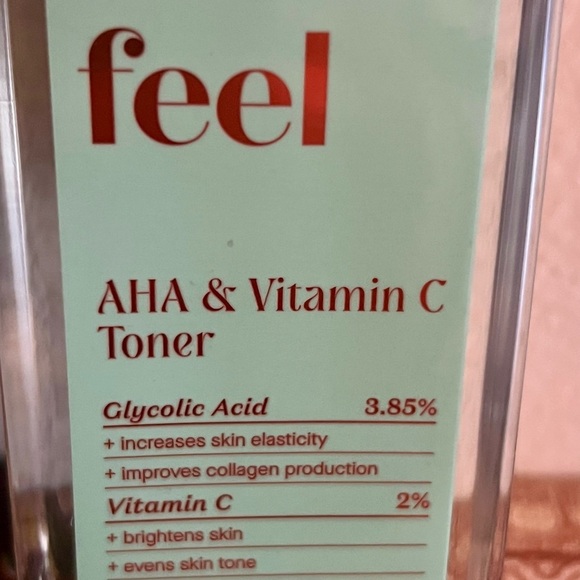 feel
AHA & Vitamin C
Toner
Glycolic Acid 3.85%
+ increases skin elasticity
+ improves collagen production
Vitamin C 2%
+ brightens skin
+ evens skin tone